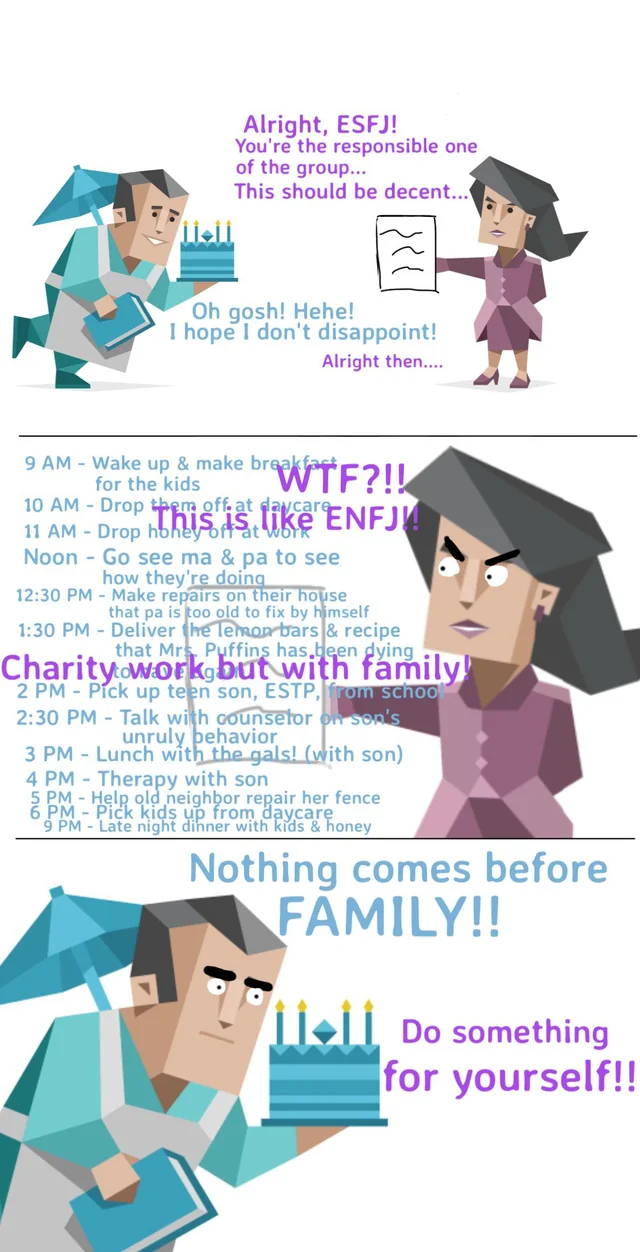 Alright, ESFJ!
You're the responsible one
of the group...
This should be decent...
Oh gosh! Hehe!
I hope I don't disappoint!
Alright then....
9 AM - Wake up & make breakfast
for the kids
WTF?!!
10 AM - Drop them off at daycare
This is like ENFJ!!
11 AM - Drop honey off at work
Noon - Go see ma & pa to see
how they're doing
12:30 PM - Make repairs on their house
that pa is too old to fix by himself
1:30 PM - Deliver the lemon bars & recipe
that Mrs. Puffins has been dying
to have again
Charity work but with family!
2 PM - Pick up teen son, ESTP, from school
2:30 PM - Talk with counselor on son's
unruly behavior
3 PM - Lunch with the gals! (with son)
4 PM - Therapy with son
5 PM - Help old neighbor repair her fence
6 PM - Pick kids up from daycare
9 PM - Late night dinner with kids & honey
Nothing comes before
FAMILY!!
Do something
for yourself!!